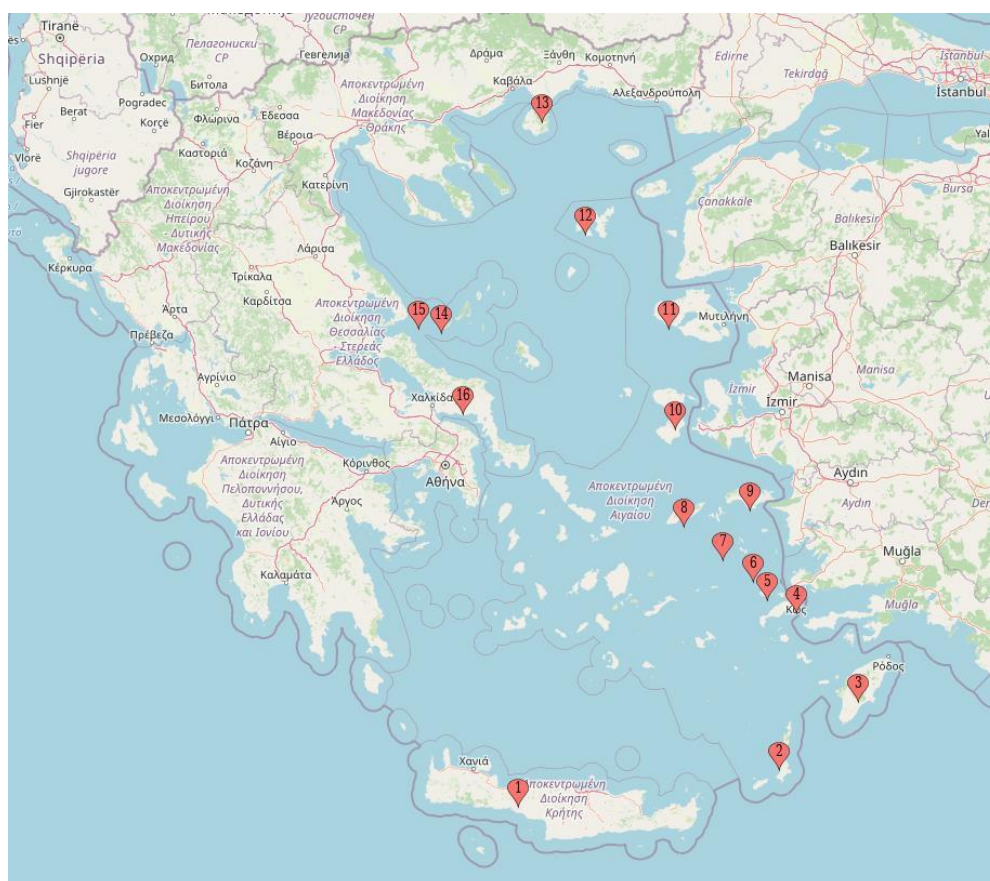 Tiranë
Shqipëria
Lushnjë
Berat
Fier
Vlorë
Shqipëria
jugore
Gjirokastër
Охрид
Пелагониски
СР
Битола
Pogradec
Korçë
Југоисточен
СР
Гевгелија
Φλώρινα
Έδεσσα
Βέροια
Καστοριά
Κοζάνη
Κατερίνη
Αποκεντρωμένη
Διοίκηση
Μακεδονίας
Θράκης
Δράμα
Ξάνθη
Κομοτηνή
Καβάλα
Αλεξανδρούπολη
Edirne
Tekirdağ
İstanbul
İstanbul
Bursa
Çanakkale
Balıkesir
Balıkesir
13
12
Αποκεντρωμένη
Διοίκηση
Ηπείρου
- Δυτικής
Μακεδονίας
Κέρκυρα
Λάρισα
Τρίκαλα
Καρδίτσα
Άρτα
Πρέβεζα
Αποκεντρωμένη
Διοίκηση
Θεσσαλίας
- Στερεάς
Ελλάδος
15
14
11
Μυτιλήνη
Αγρίνιο
Μεσολόγγι
Χαλκίδα
16
10
Manisa
Manisa
İzmir
İzmir
Πάτρα
Αίγιο
Κόρινθος
Αθήνα
Άργος
Αποκεντρωμένη
Διοίκηση
Πελοποννήσου,
Δυτικής
Ελλάδας
και Ιονίου
Καλαμάτα
Αποκεντρωμένη
Διοίκηση
Αιγαίου
9
8
7
6
5
4
Κως
Aydın
Aydın
Muğla
Muğla
Ρόδος
3
2
Χανιά
1
Αποκεντρωμένη
Διοίκηση
Κρήτης